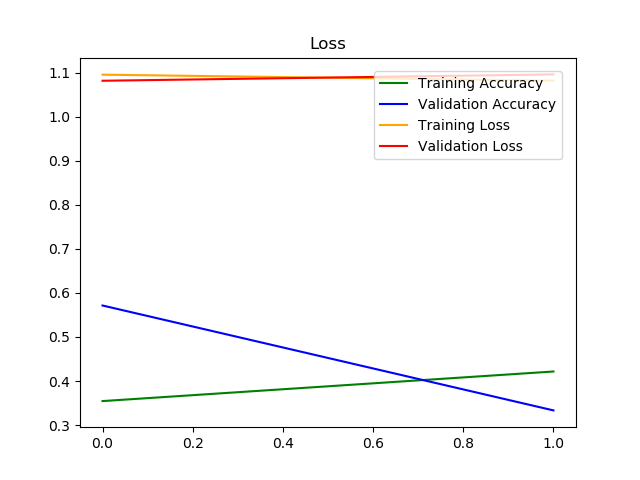 Loss
1.1
1.0
0.9
0.8
0.7
0.6
0.5
0.4
0.3
Training Accuracy
Validation Accuracy
Training Loss
Validation Loss
0.0 0.2 0.4 0.6 0.8 1.0